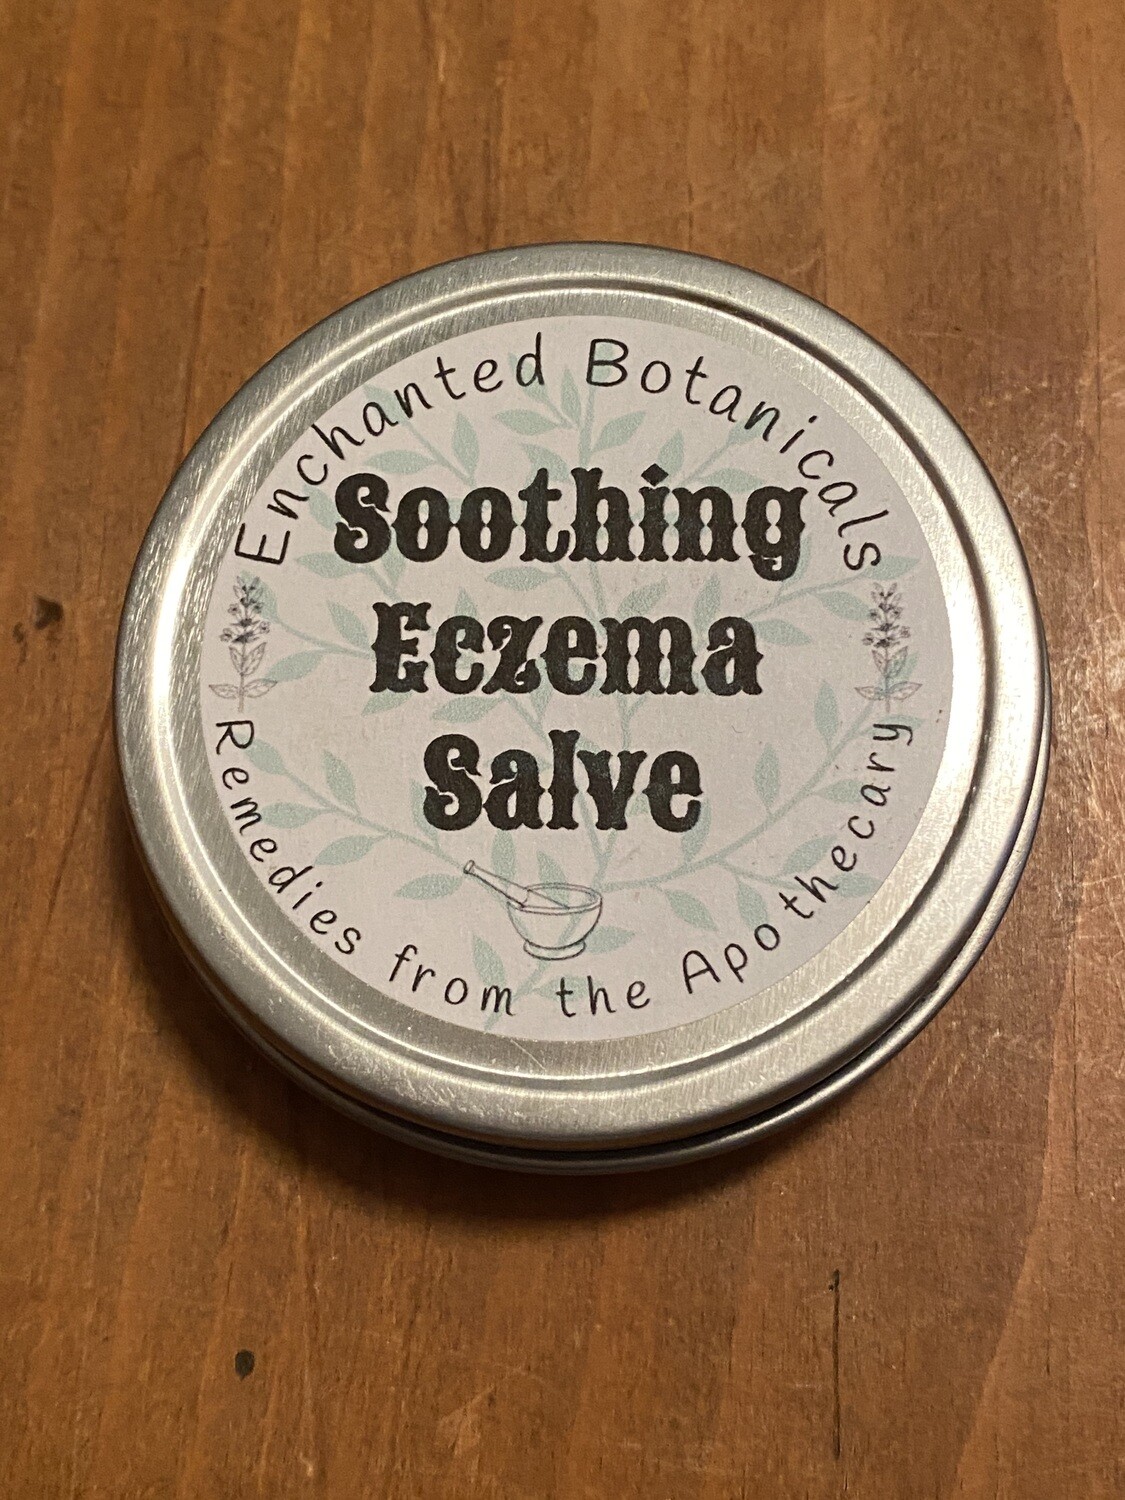 Enchanted Botanicals
Soothing
Eczema
Salve
Remedies from the Apothecary